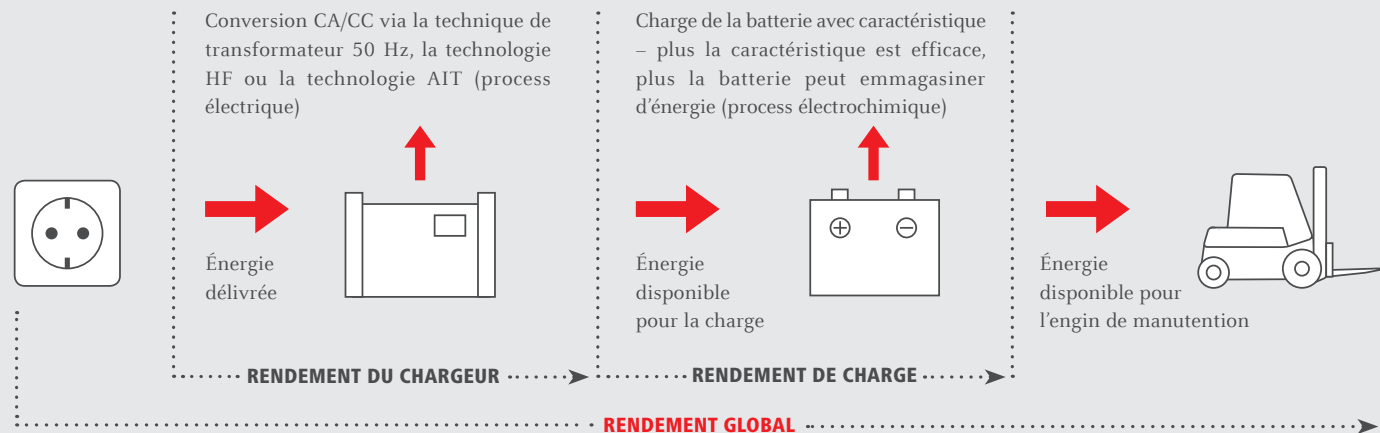 Conversion CA/CC via la technique de
transformateur 50 Hz, la technologie
HF ou la technologie AIT (process
électrique)
Charge de la batterie avec caractéristique
– plus la caractéristique est efficace,
plus la batterie peut emmagasiner
d’énergie (process électrochimique)
Énergie
délivrée
Énergie
disponible
pour la charge
Énergie
disponible pour
l’engin de manutention
RENDEMENT DU CHARGEUR
RENDEMENT DE CHARGE
RENDEMENT GLOBAL